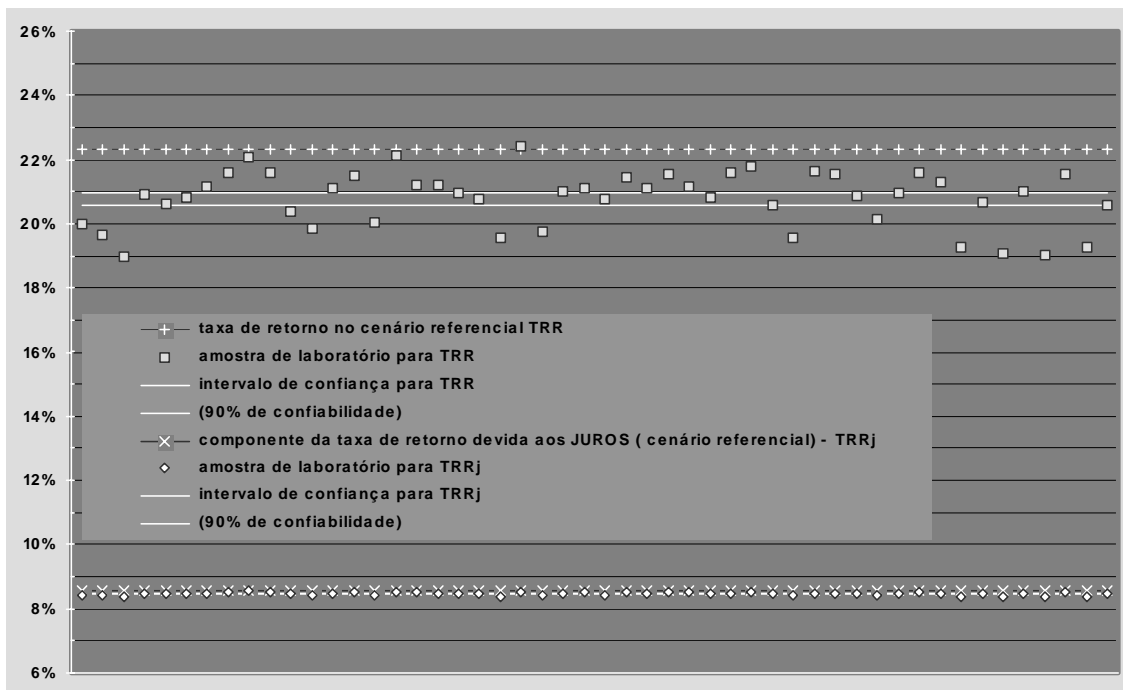 26%
24%
22%
20%
18%
16%
14%
12%
10%
8%
6%
taxa de retorno no cenário referencial TRR
amostra de laboratório para TRR
intervalo de confiança para TRR
(90% de confiabilidade)
componente da taxa de retorno devida aos JUROS ( cenário referencial) - TRRj
amostra de laboratório para TRRj
intervalo de confiança para TRRj
(90% de confiabilidade)